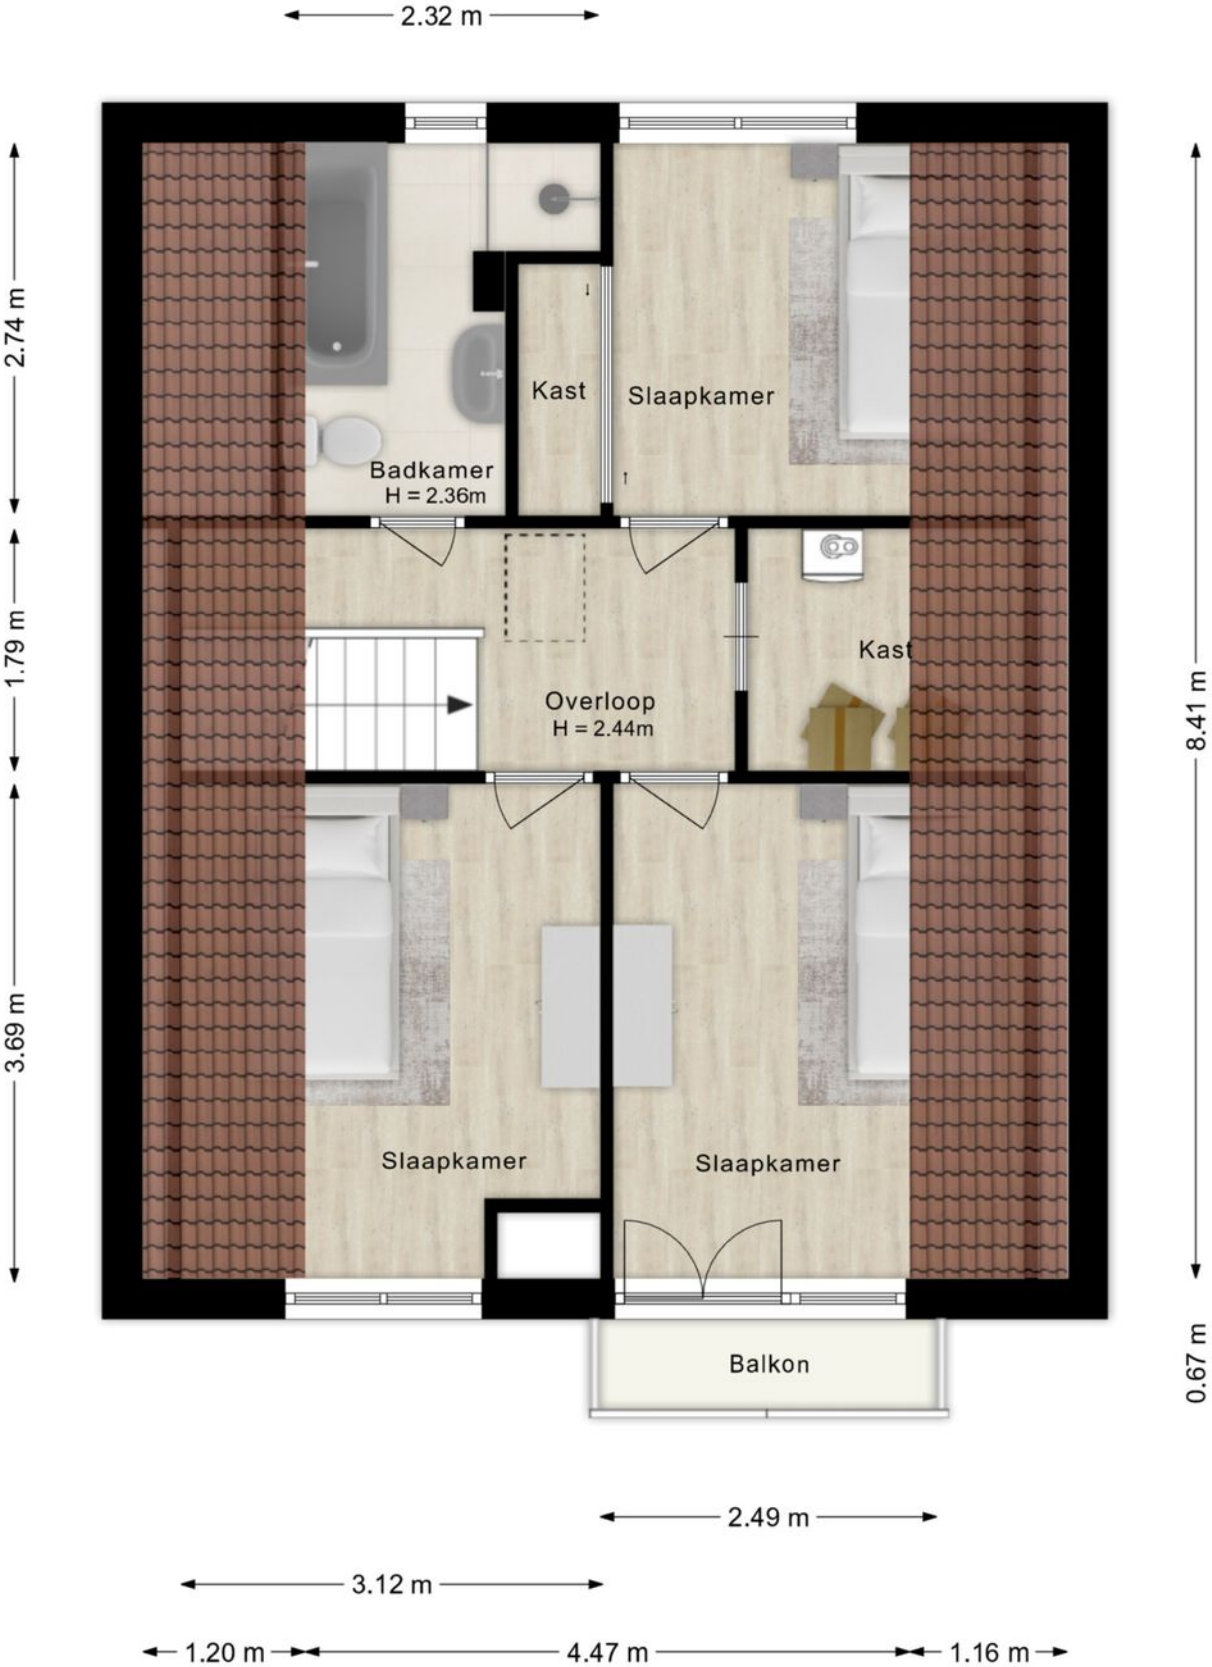 2.32 m
2.74 m
Kast
Slaapkamer
Badkamer
H = 2.36m
1.79 m
Kast
Overloop
H = 2.44m
8.41 m
3.69 m
Slaapkamer
Slaapkamer
0.67 m
Balkon
2.49 m
3.12 m
1.20 m
4.47 m
1.16 m